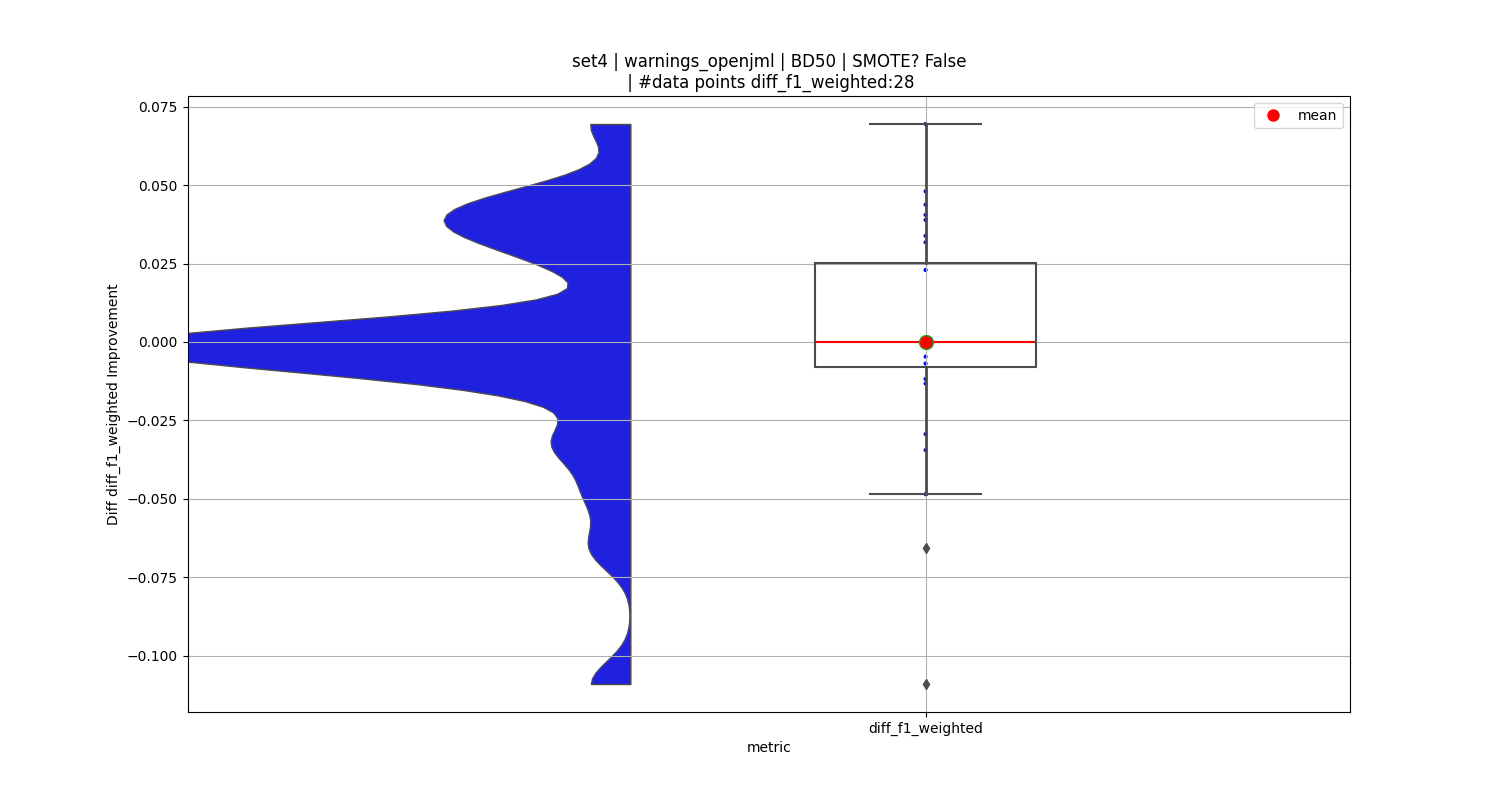 set4 | warnings_openjml | BD50 | SMOTE? False
| #data points diff_f1_weighted:28
mean
0.075
0.050
0.025
0.000
−0.025
−0.050
−0.075
−0.100
Diff diff_f1_weighted Improvement
diff_f1_weighted
metric